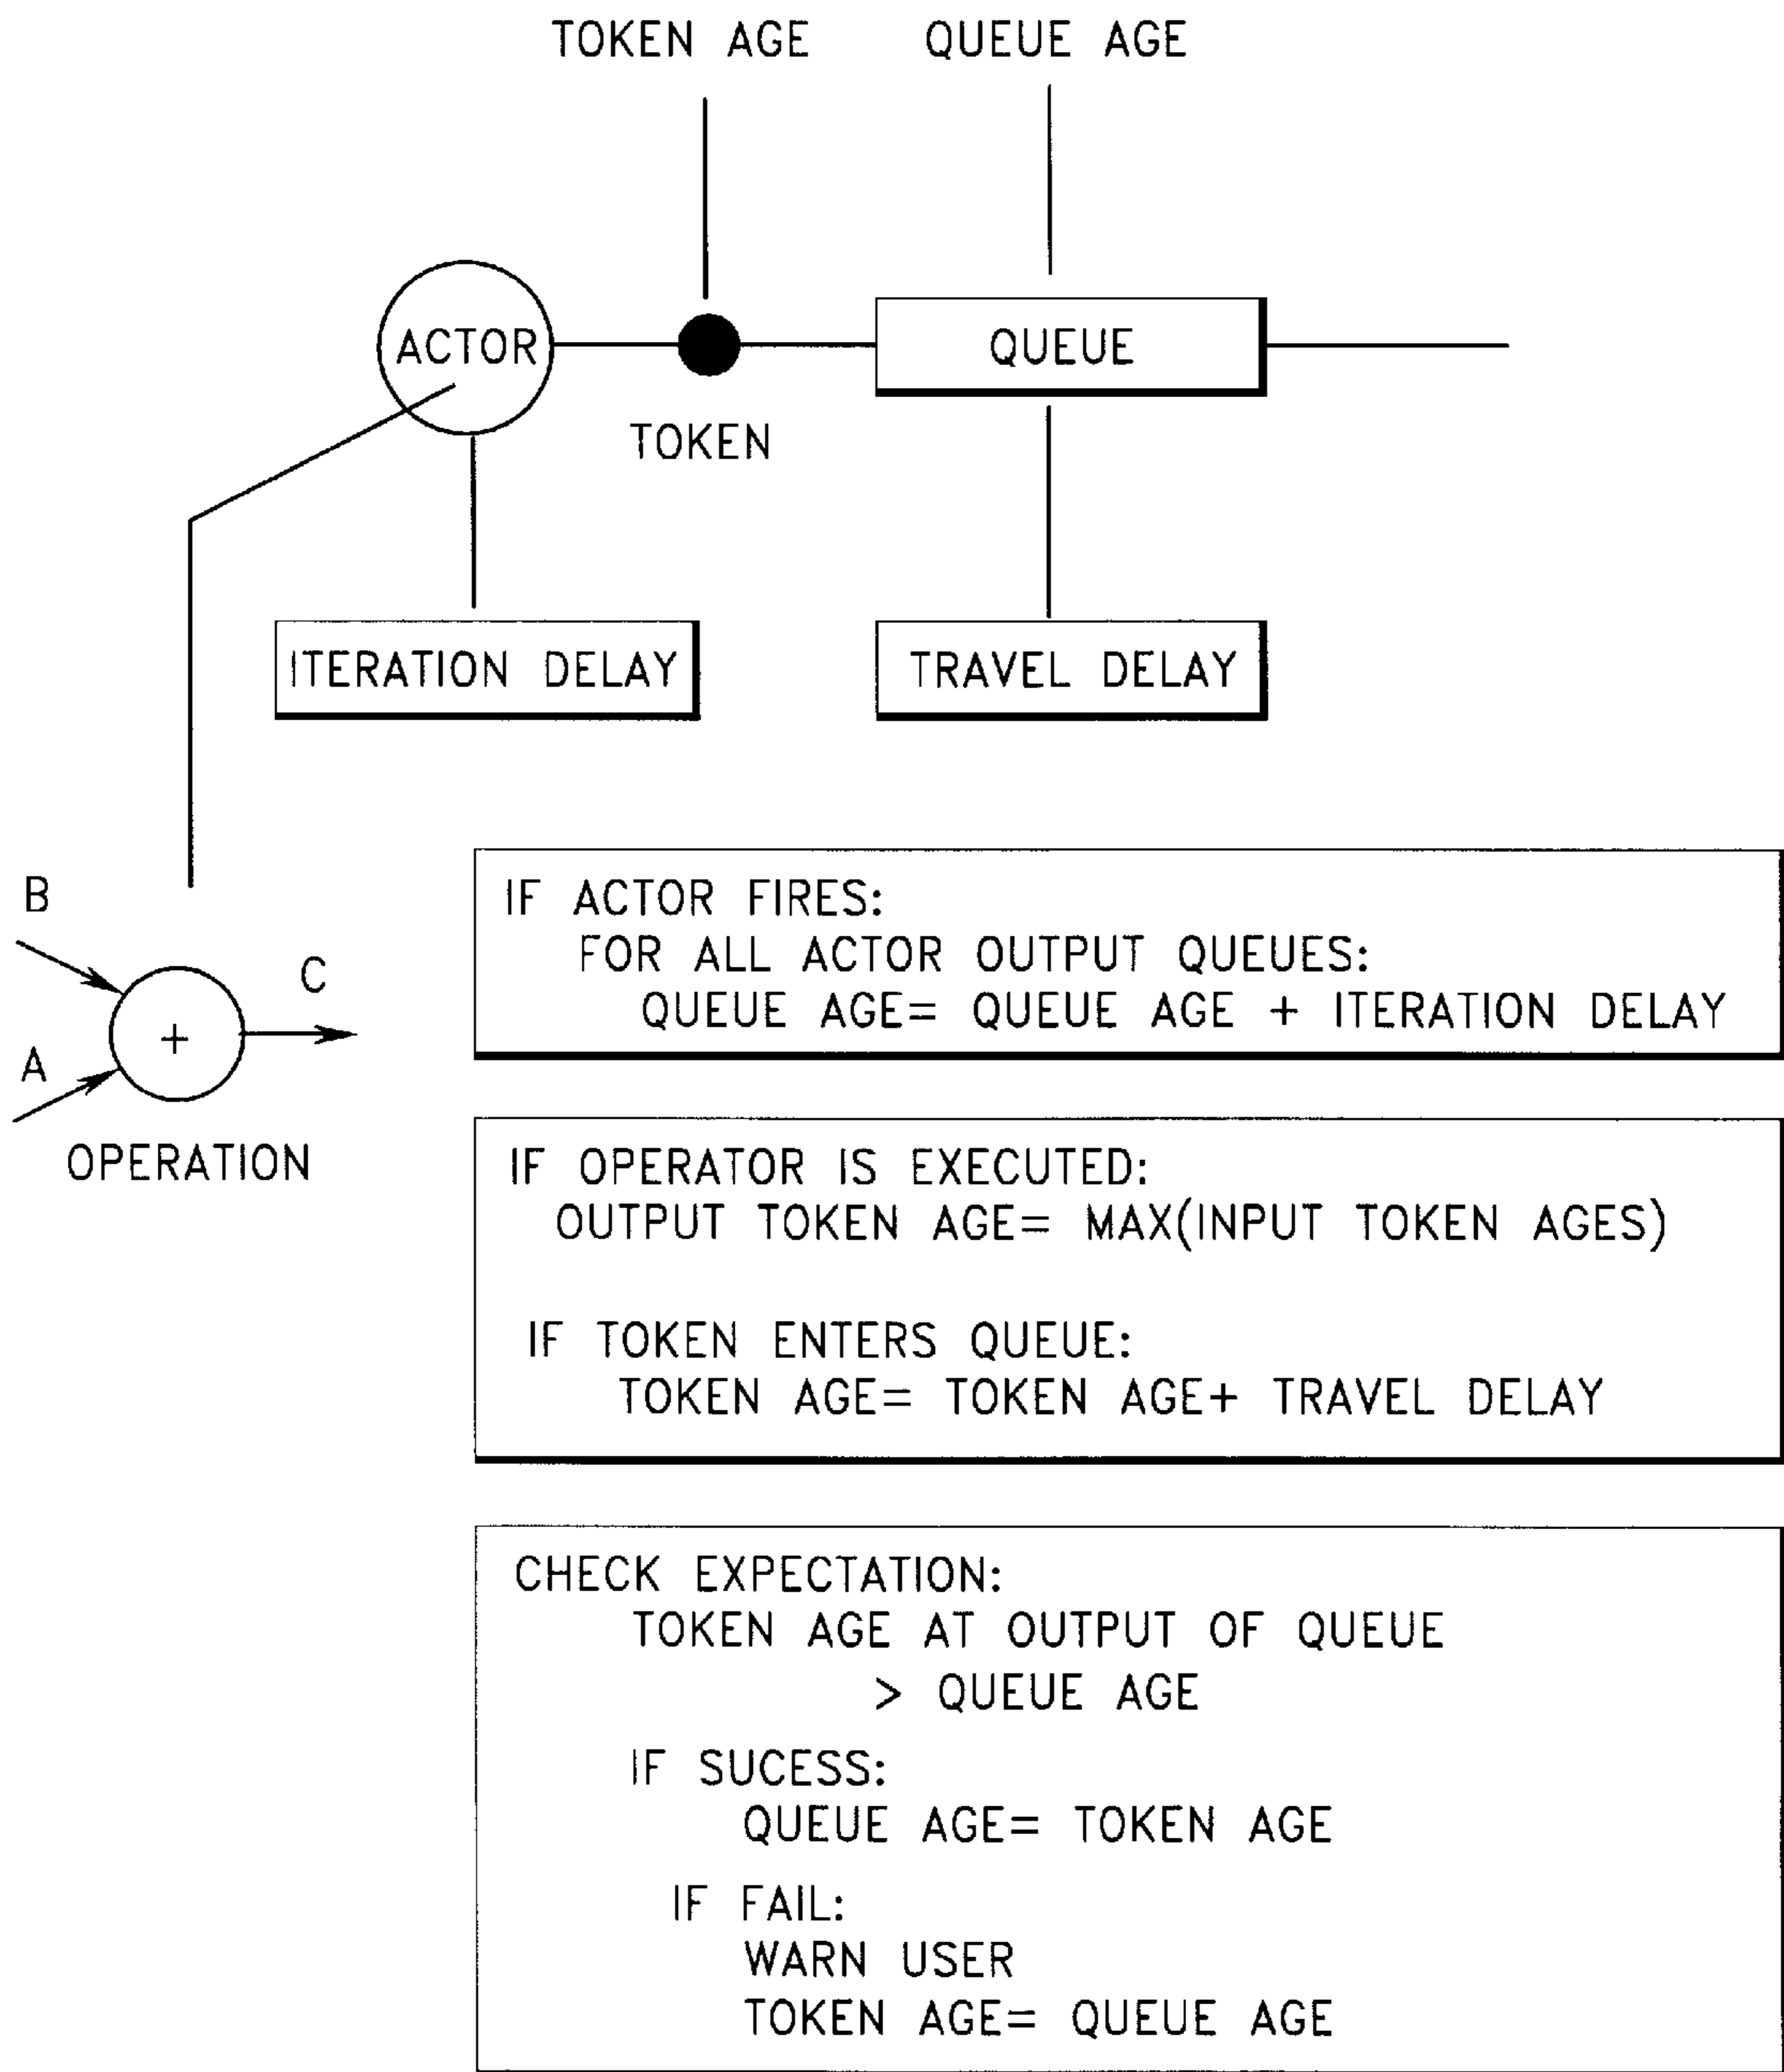 TOKEN AGE
QUEUE AGE
ACTOR
QUEUE
TOKEN
ITERATION DELAY
TRAVEL DELAY
B
C
+
A
OPERATION
IF ACTOR FIRES:
FOR ALL ACTOR OUTPUT QUEUES:
QUEUE AGE= QUEUE AGE + ITERATION DELAY
IF OPERATOR IS EXECUTED:
OUTPUT TOKEN AGE= MAX(INPUT TOKEN AGES)
IF TOKEN ENTERS QUEUE:
TOKEN AGE= TOKEN AGE+ TRAVEL DELAY
CHECK EXPECTATION:
TOKEN AGE AT OUTPUT OF QUEUE
> QUEUE AGE
IF SUCESS:
QUEUE AGE= TOKEN AGE
IF FAIL:
WARN USER
TOKEN AGE= QUEUE AGE